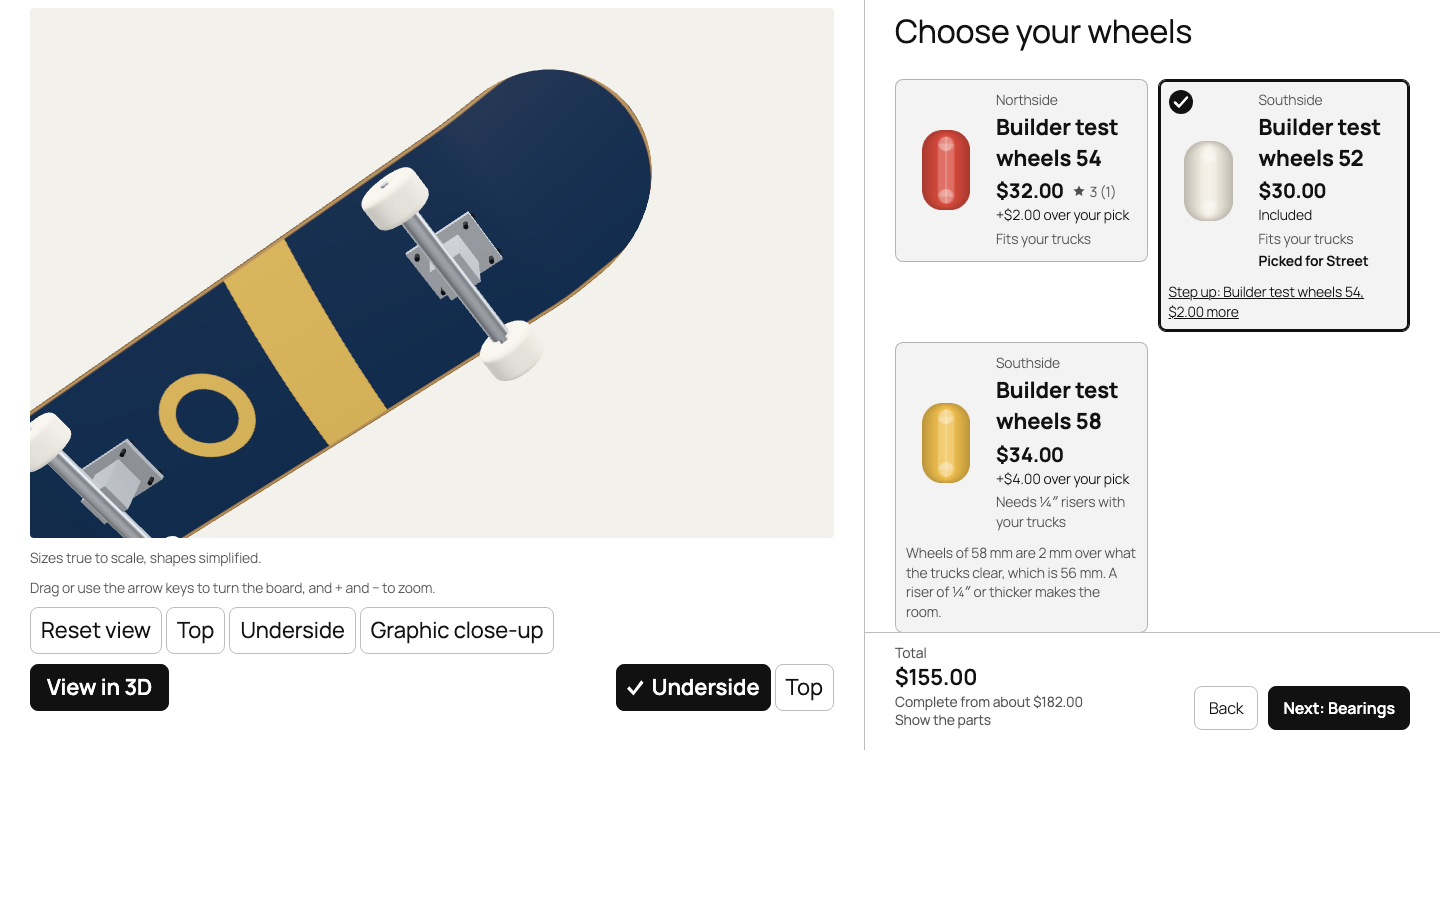 Choose your wheels
Northside
Builder test
wheels 54
$32.00 ★ 3 (1)
+$2.00 over your pick
Fits your trucks
Southside
Builder test
wheels 52
$30.00
Included
Fits your trucks
Picked for Street
Step up: Builder test wheels 54,
$2.00 more
Southside
Builder test
wheels 58
$34.00
+$4.00 over your pick
Needs ¼″ risers with
your trucks
Wheels of 58 mm are 2 mm over what
the trucks clear, which is 56 mm. A
riser of ¼″ or thicker makes the
room.
Sizes true to scale, shapes simplified.
Drag or use the arrow keys to turn the board, and + and − to zoom.
Reset view Top Underside Graphic close-up
View in 3D ✓ Underside Top
Total
$155.00
Complete from about $182.00
Show the parts
Back Next: Bearings